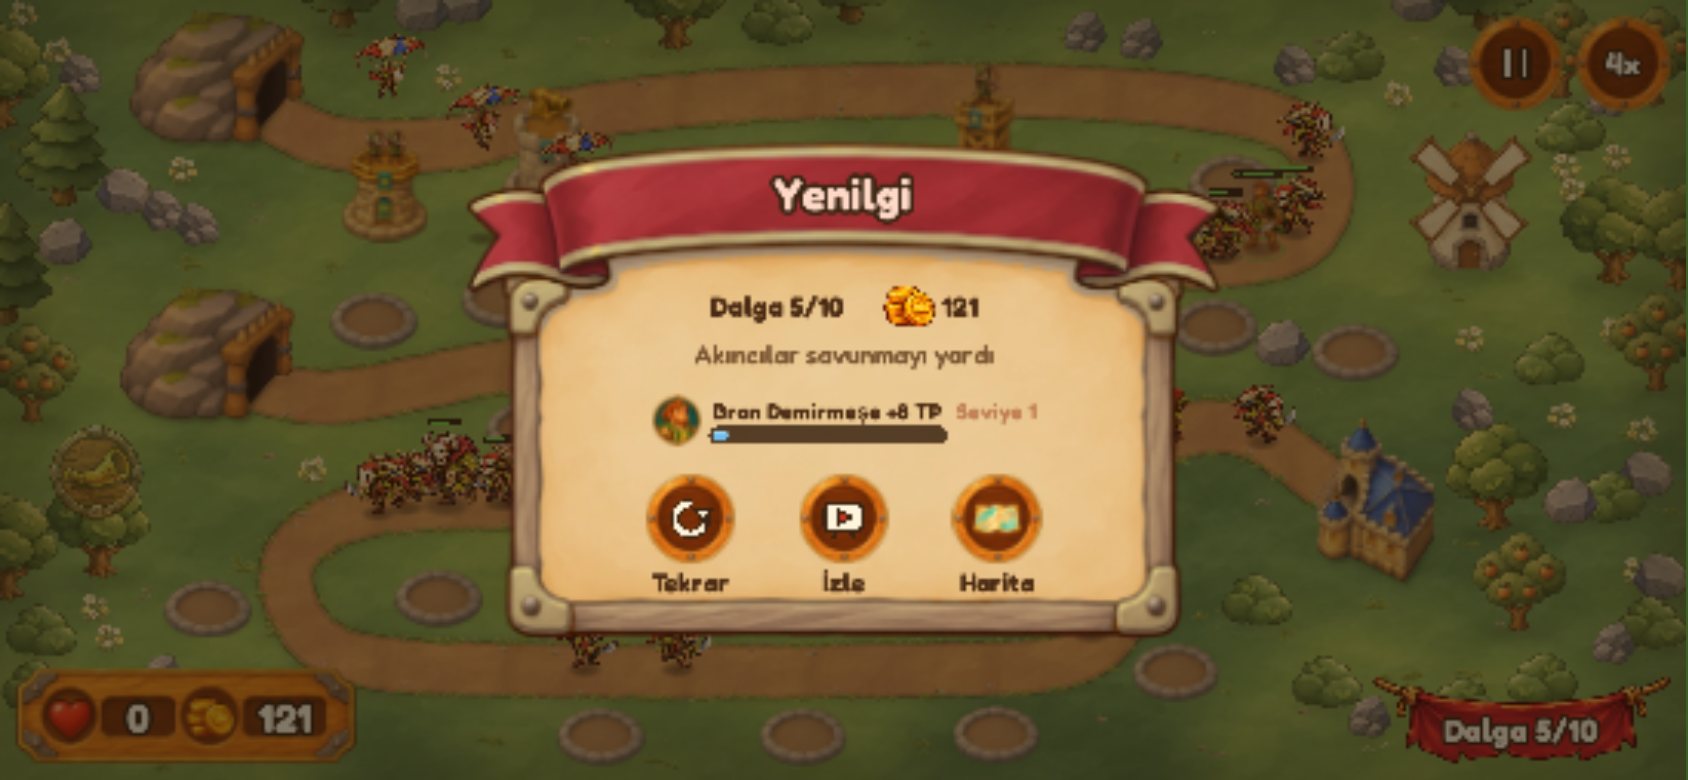 4x
Yenilgi
Dalga 5/10 121
Akıncılar savunmayı yardı
Bran Demirmeşe +8 TP Seviye 1
Tekrar İzle Harita
0 121
Dalga 5/10